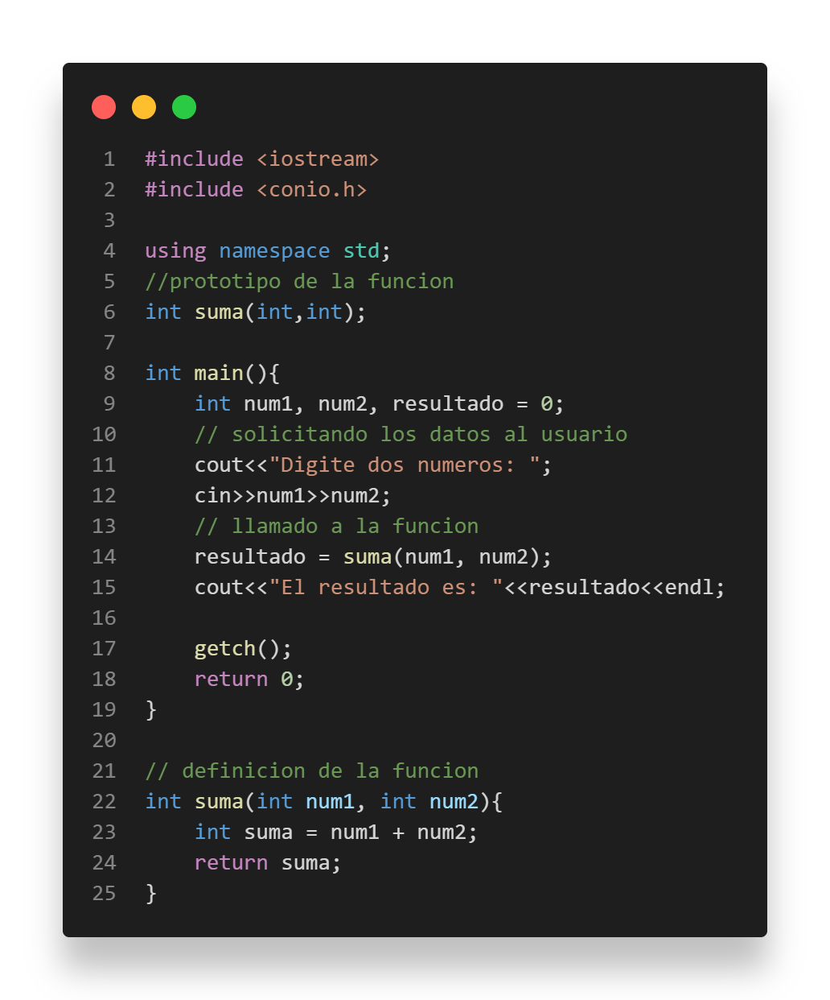 1 #include <iostream>
2 #include <conio.h>
3
4 using namespace std;
5 //prototipo de la funcion
6 int suma(int,int);
7
8 int main(){
9     int num1, num2, resultado = 0;
10     // solicitando los datos al usuario
11     cout<<"Digite dos numeros: ";
12     cin>>num1>>num2;
13     // llamado a la funcion
14     resultado = suma(num1, num2);
15     cout<<"El resultado es: "<<resultado<<endl;
16
17     getch();
18     return 0;
19 }
20
21 // definicion de la funcion
22 int suma(int num1, int num2){
23     int suma = num1 + num2;
24     return suma;
25 }